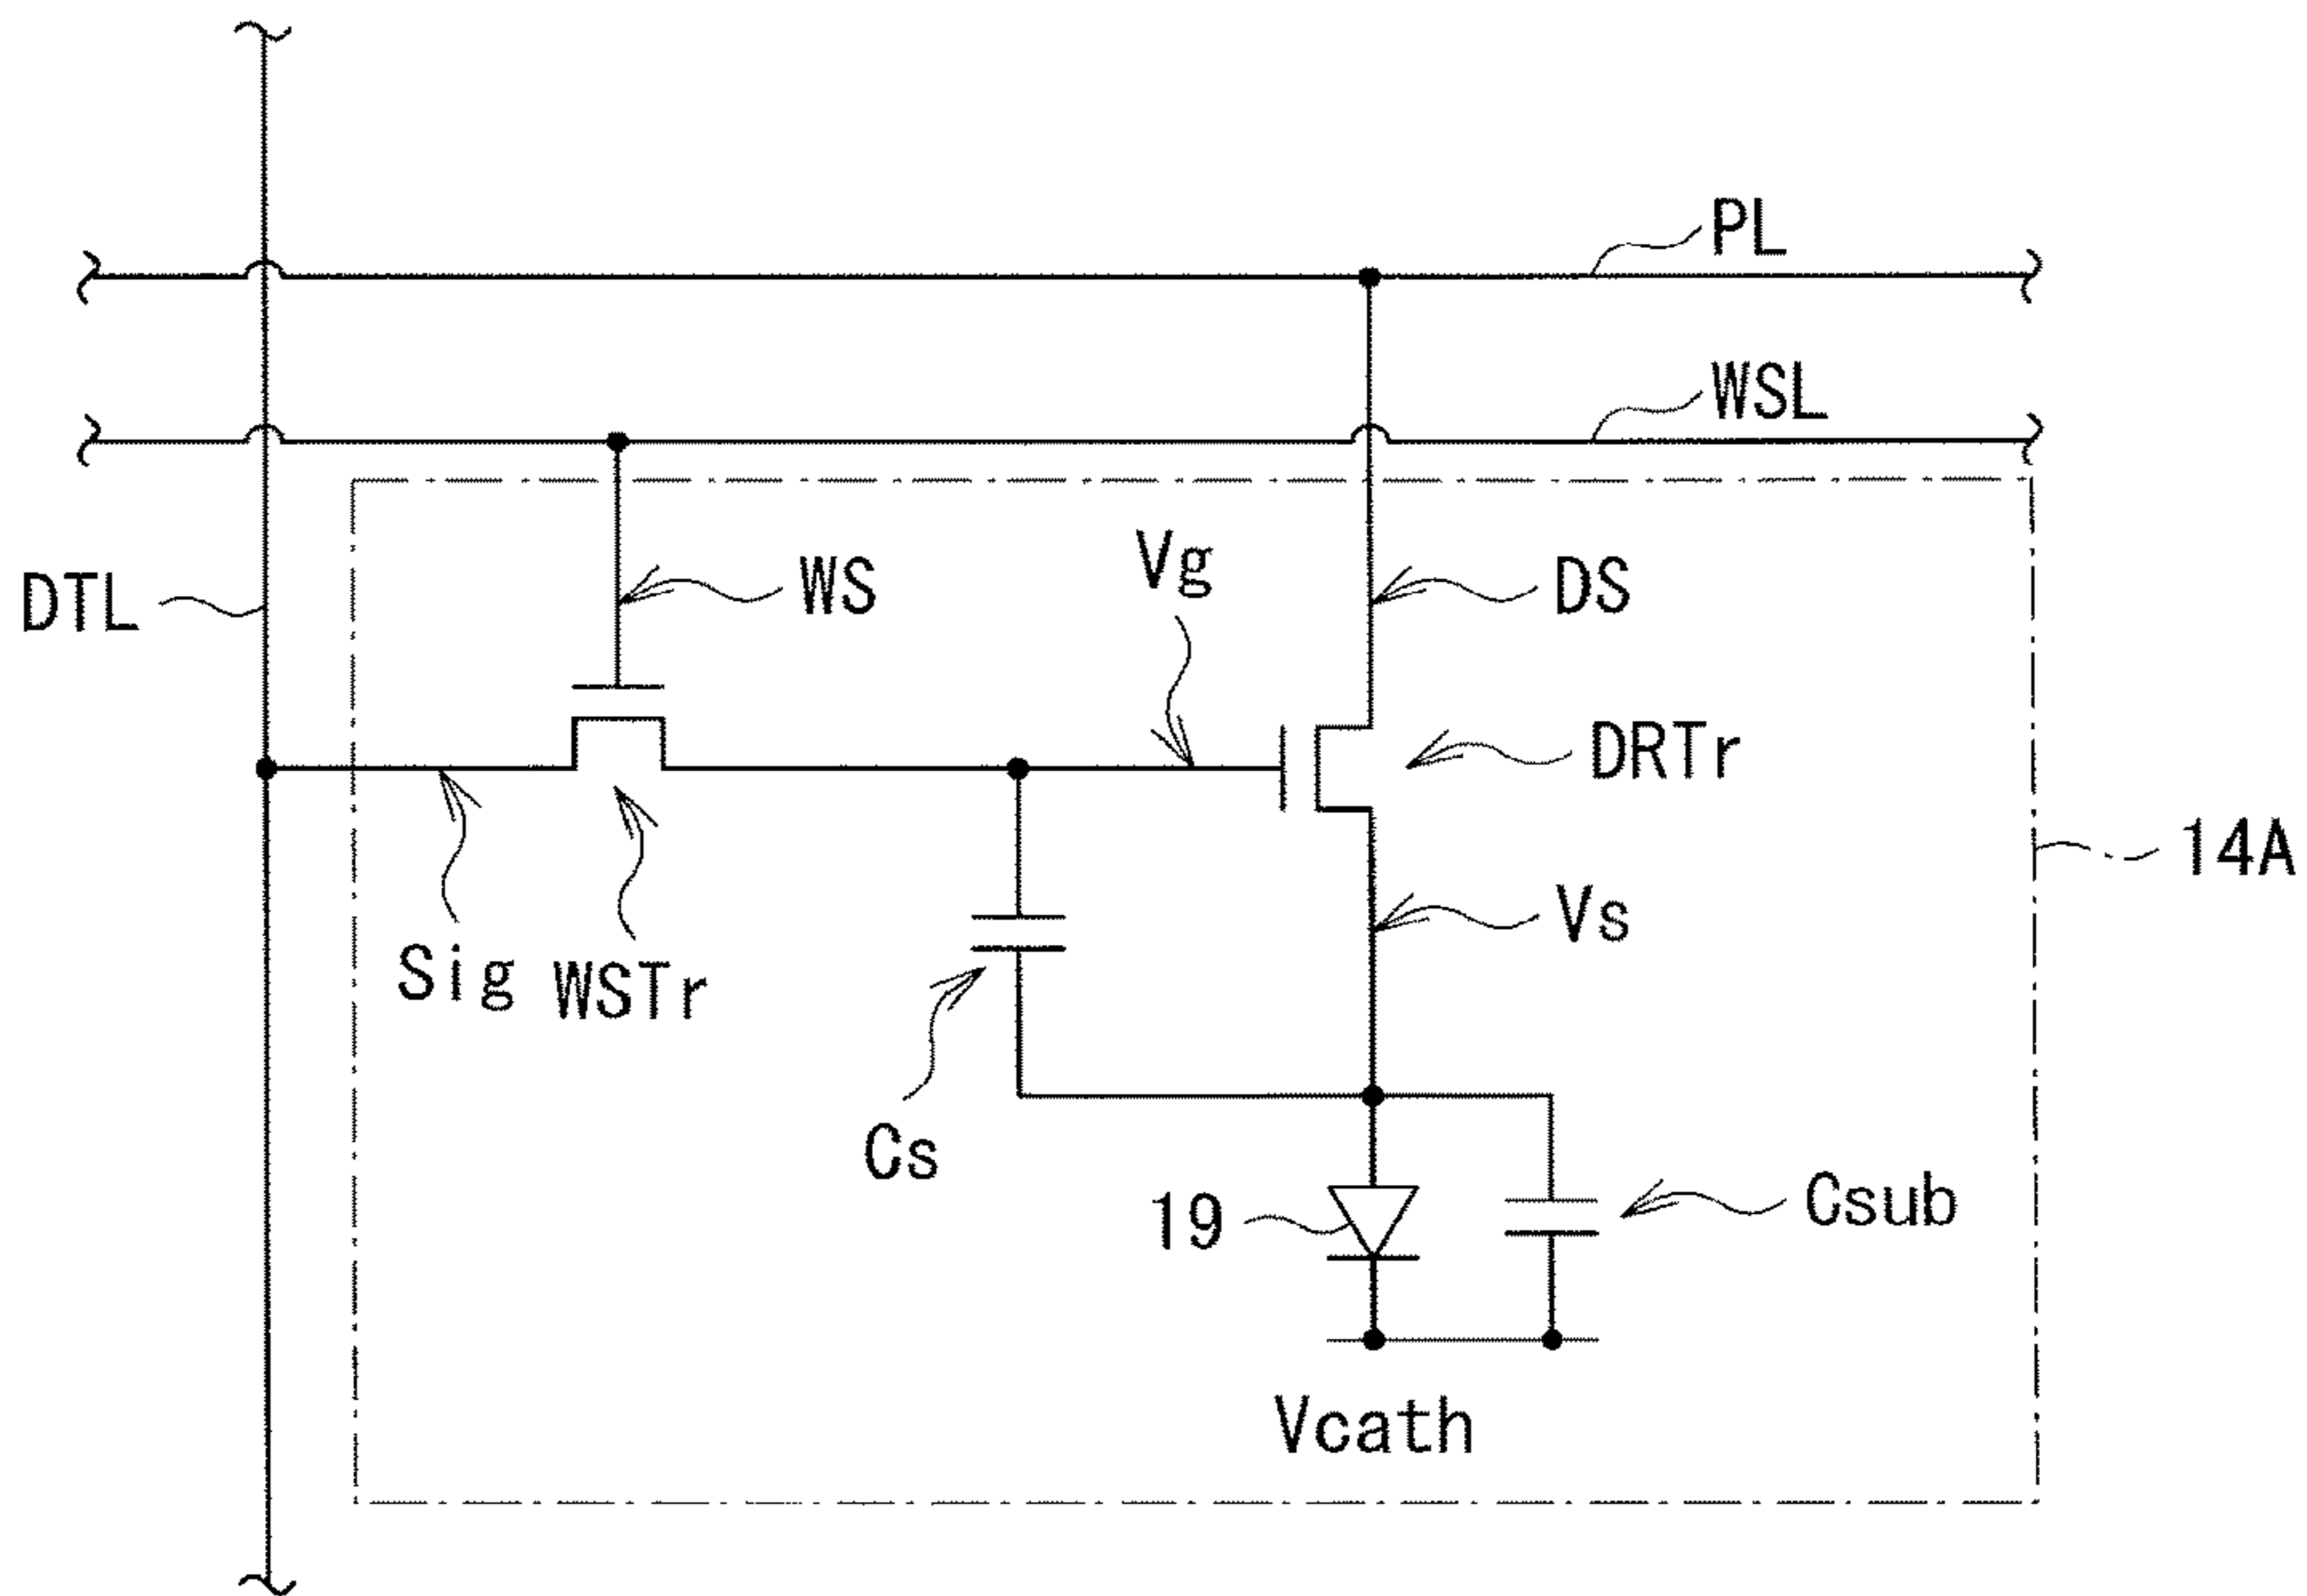 PL
WSL
Vg
WS
DS
DTL
DRTr
14A
Vs
Sig
WSTr
Cs
19
Csub
Vcath